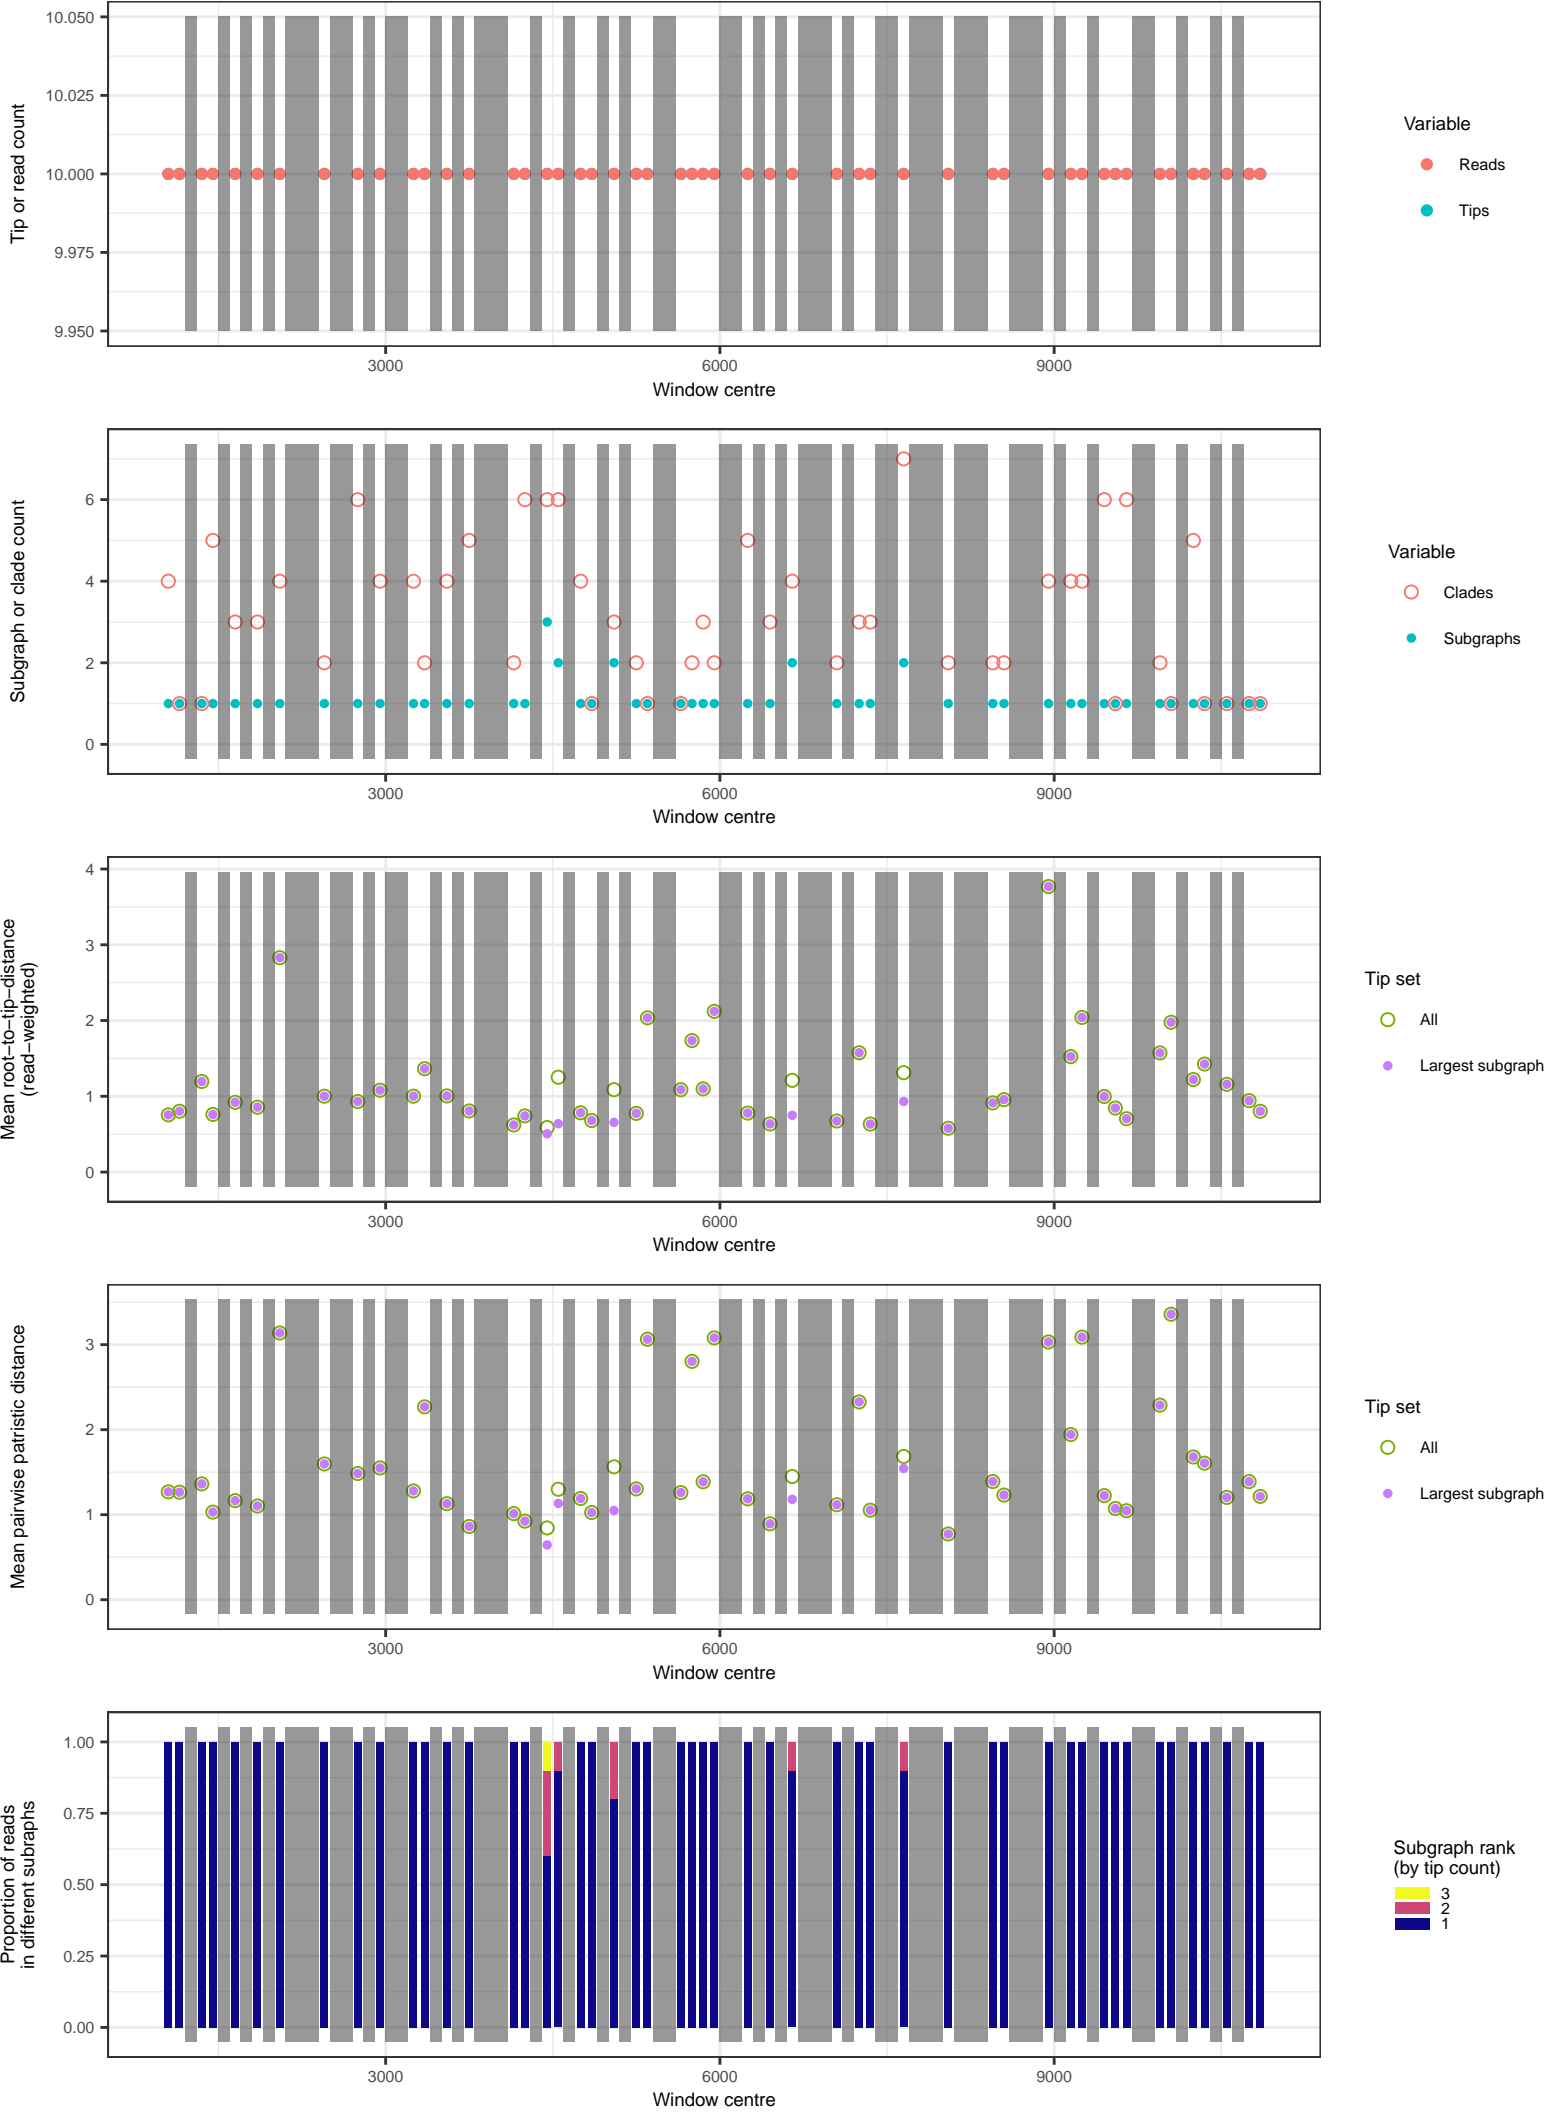 10.050
10.025
10.000
9.975
9.950
Tip or read count
3000
6000
9000
Window centre
Variable
Reads
Tips
6
4
2
0
Subgraph or clade count
3000
6000
9000
Window centre
Variable
Clades
Subgraphs
4
3
2
1
0
Mean root−to−tip−distance
(read−weighted)
3000
6000
9000
Window centre
Tip set
All
Largest subgraph
3
2
1
0
Mean pairwise patristic distance
3000
6000
9000
Window centre
Tip set
All
Largest subgraph
1.00
0.75
0.50
0.25
0.00
Proportion of reads
in different subraphs
3000
6000
9000
Window centre
Subgraph rank
(by tip count)
3
2
1